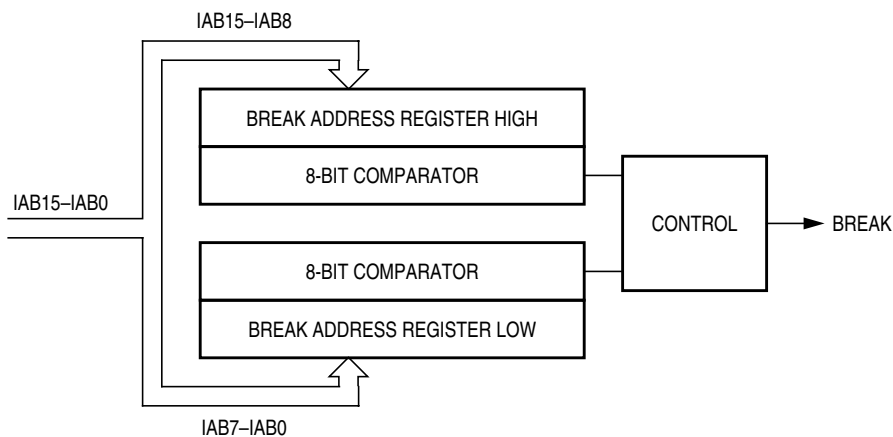 IAB15–IAB8
BREAK ADDRESS REGISTER HIGH
8-BIT COMPARATOR
IAB15–IAB0
CONTROL
BREAK
8-BIT COMPARATOR
BREAK ADDRESS REGISTER LOW
IAB7–IAB0